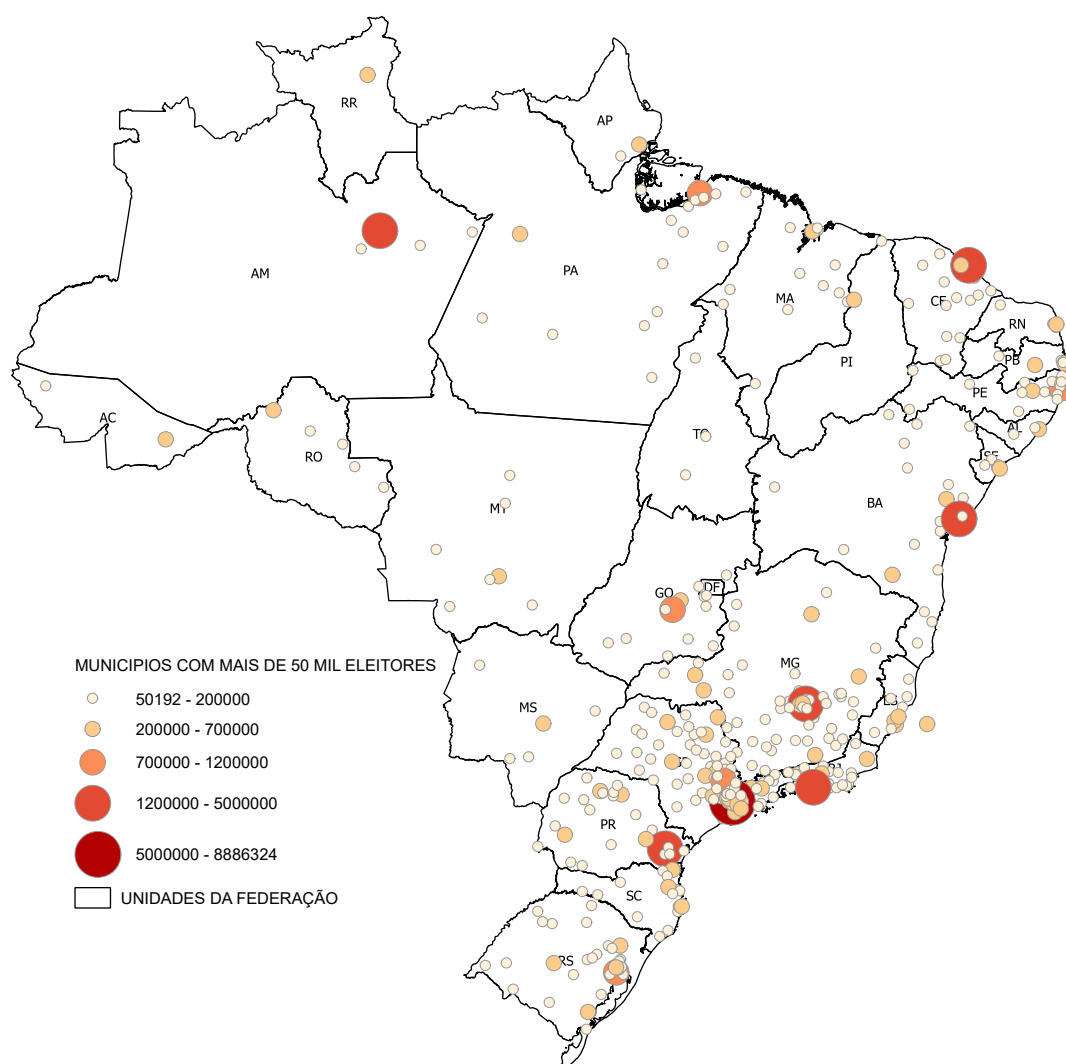 RR
AP
AM
PA
MA
CE
RN
PB
PI
PE
AC
AL
TO
SE
RO
BA
MT
GO
DF
MG
MUNICIPIOS COM MAIS DE 50 MIL ELEITORES
50192 - 200000
MS
ES
200000 - 700000
700000 - 1200000
RJ
1200000 - 5000000
PR
5000000 - 8886324
UNIDADES DA FEDERAÇÃO
SC
RS